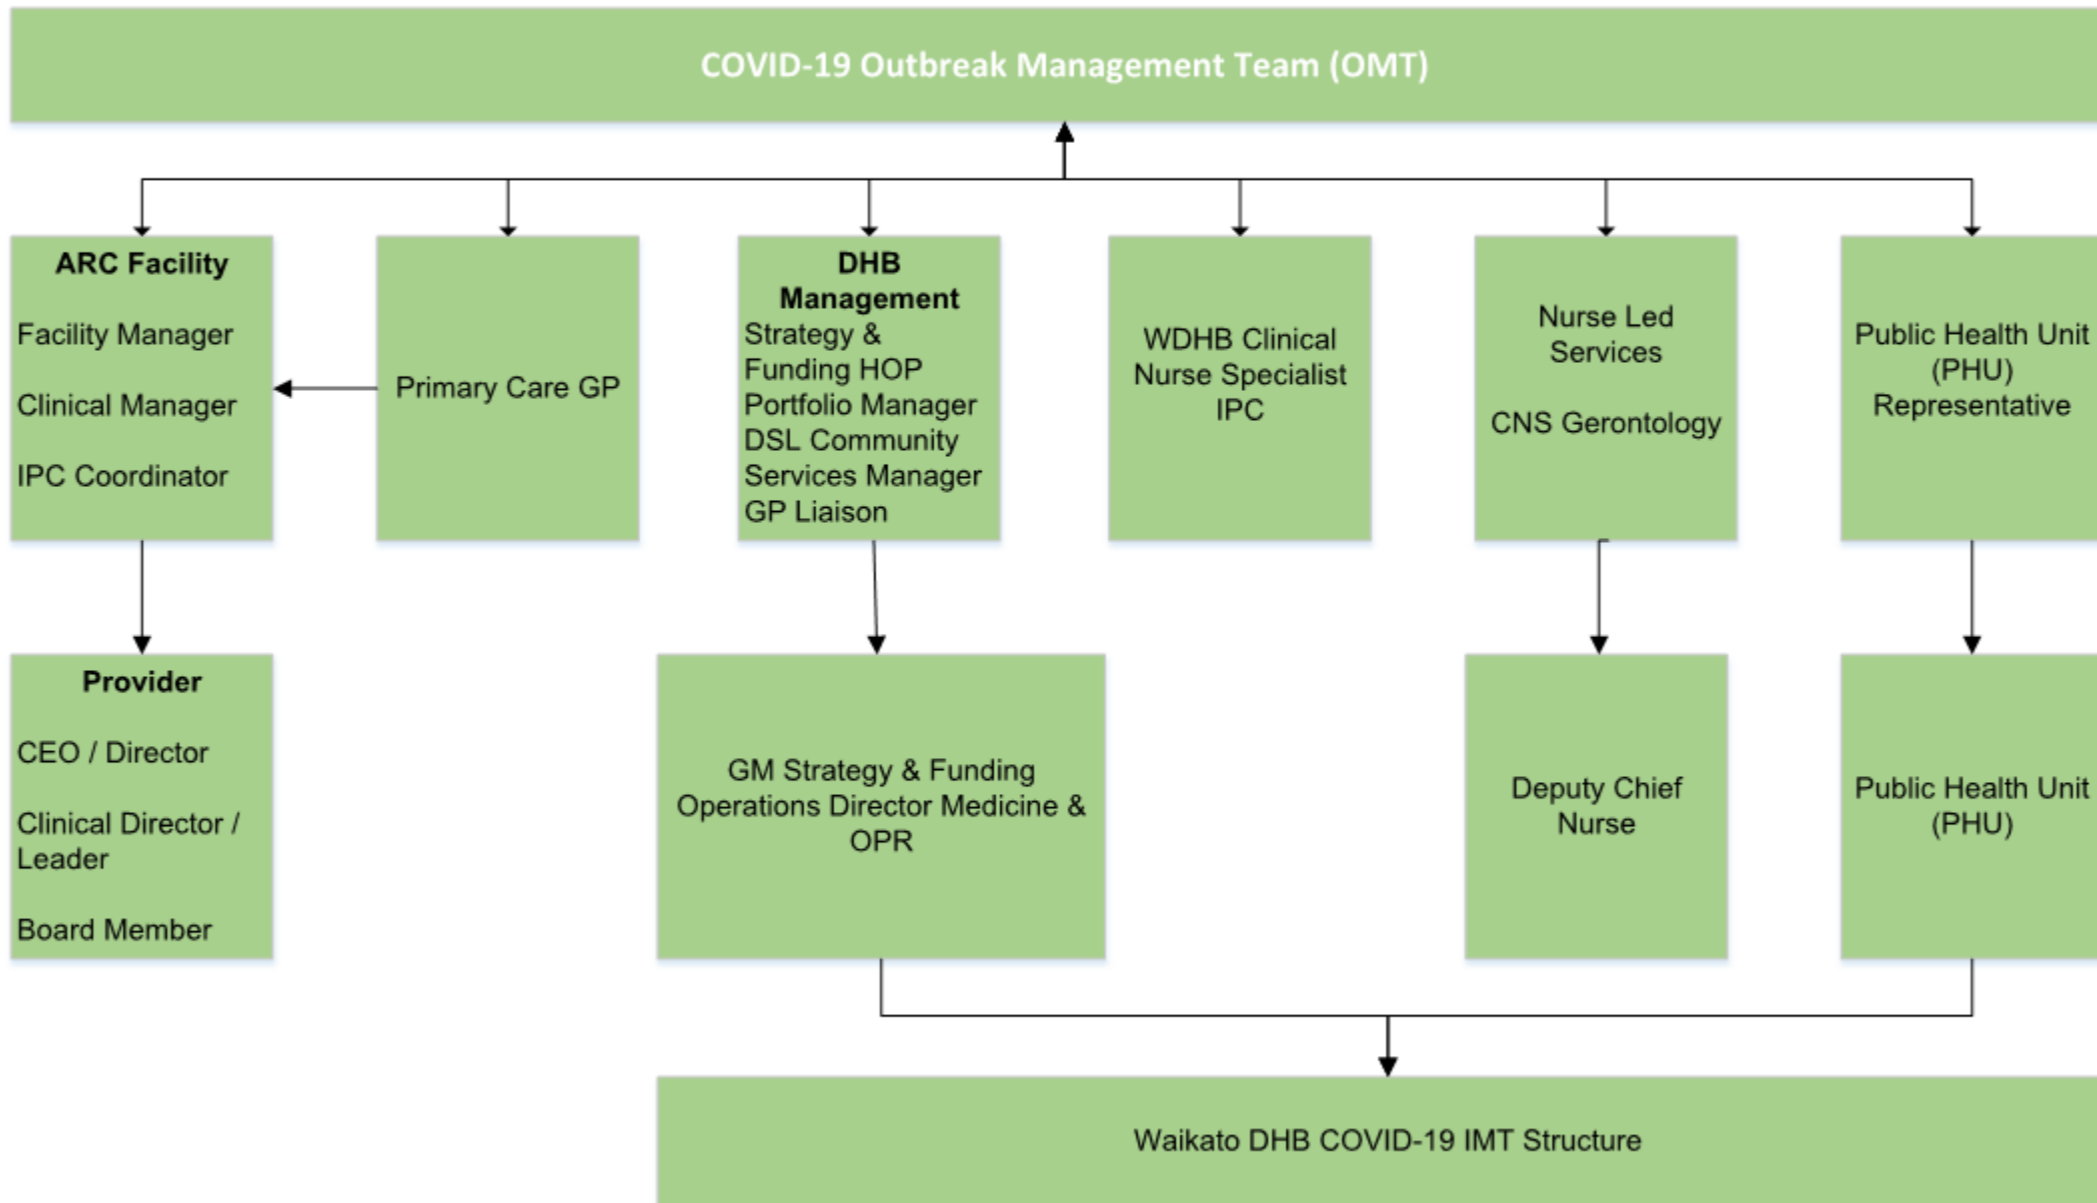 COVID-19 Outbreak Management Team (OMT)
ARC Facility
Facility Manager
Clinical Manager
IPC Coordinator
Primary Care GP
DHB
Management
Strategy &
Funding HOP
Portfolio Manager
DSL Community
Services Manager
GP Liaison
WDHB Clinical
Nurse Specialist
IPC
Nurse Led
Services
CNS Gerontology
Public Health Unit
(PHU)
Representative
Provider
CEO / Director
Clinical Director /
Leader
Board Member
GM Strategy & Funding
Operations Director Medicine &
OPR
Deputy Chief
Nurse
Public Health Unit
(PHU)
Waikato DHB COVID-19 IMT Structure